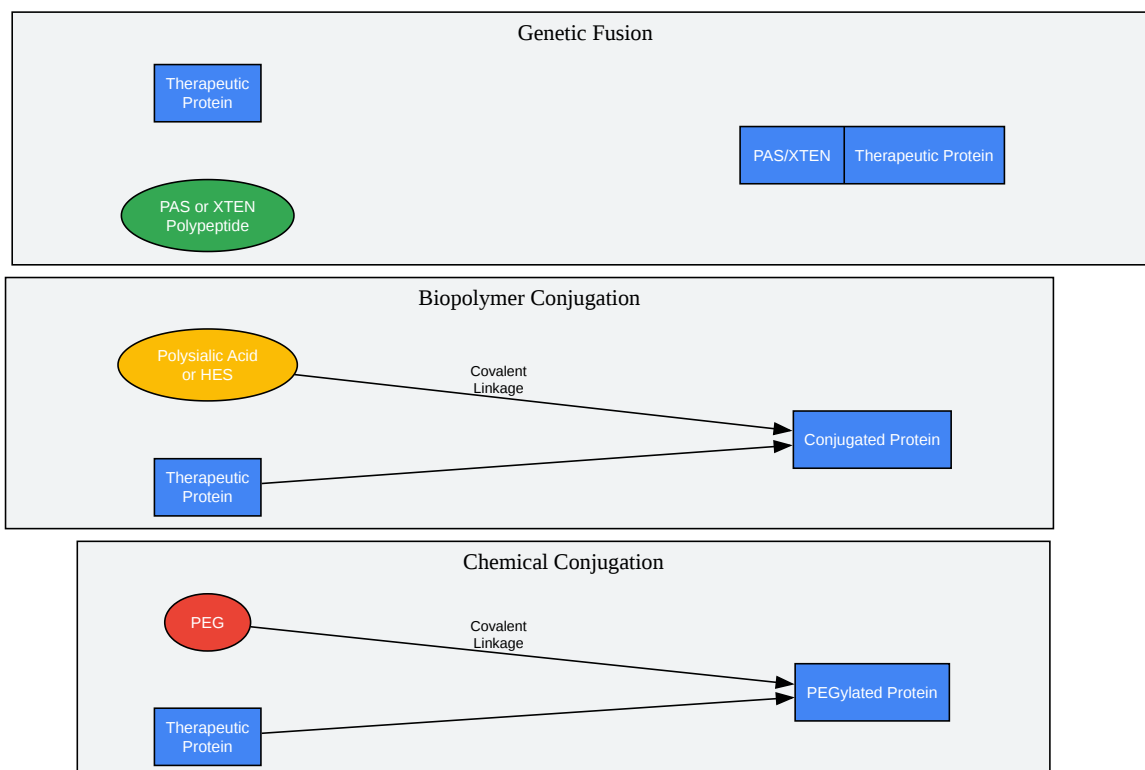 Genetic Fusion
Therapeutic
Protein
PAS/XTEN
Therapeutic Protein
PAS or XTEN
Polypeptide
Biopolymer Conjugation
Polysialic Acid
or HES
Covalent
Linkage
Conjugated Protein
Therapeutic
Protein
Chemical Conjugation
PEG
Covalent
Linkage
PEGylated Protein
Therapeutic
Protein